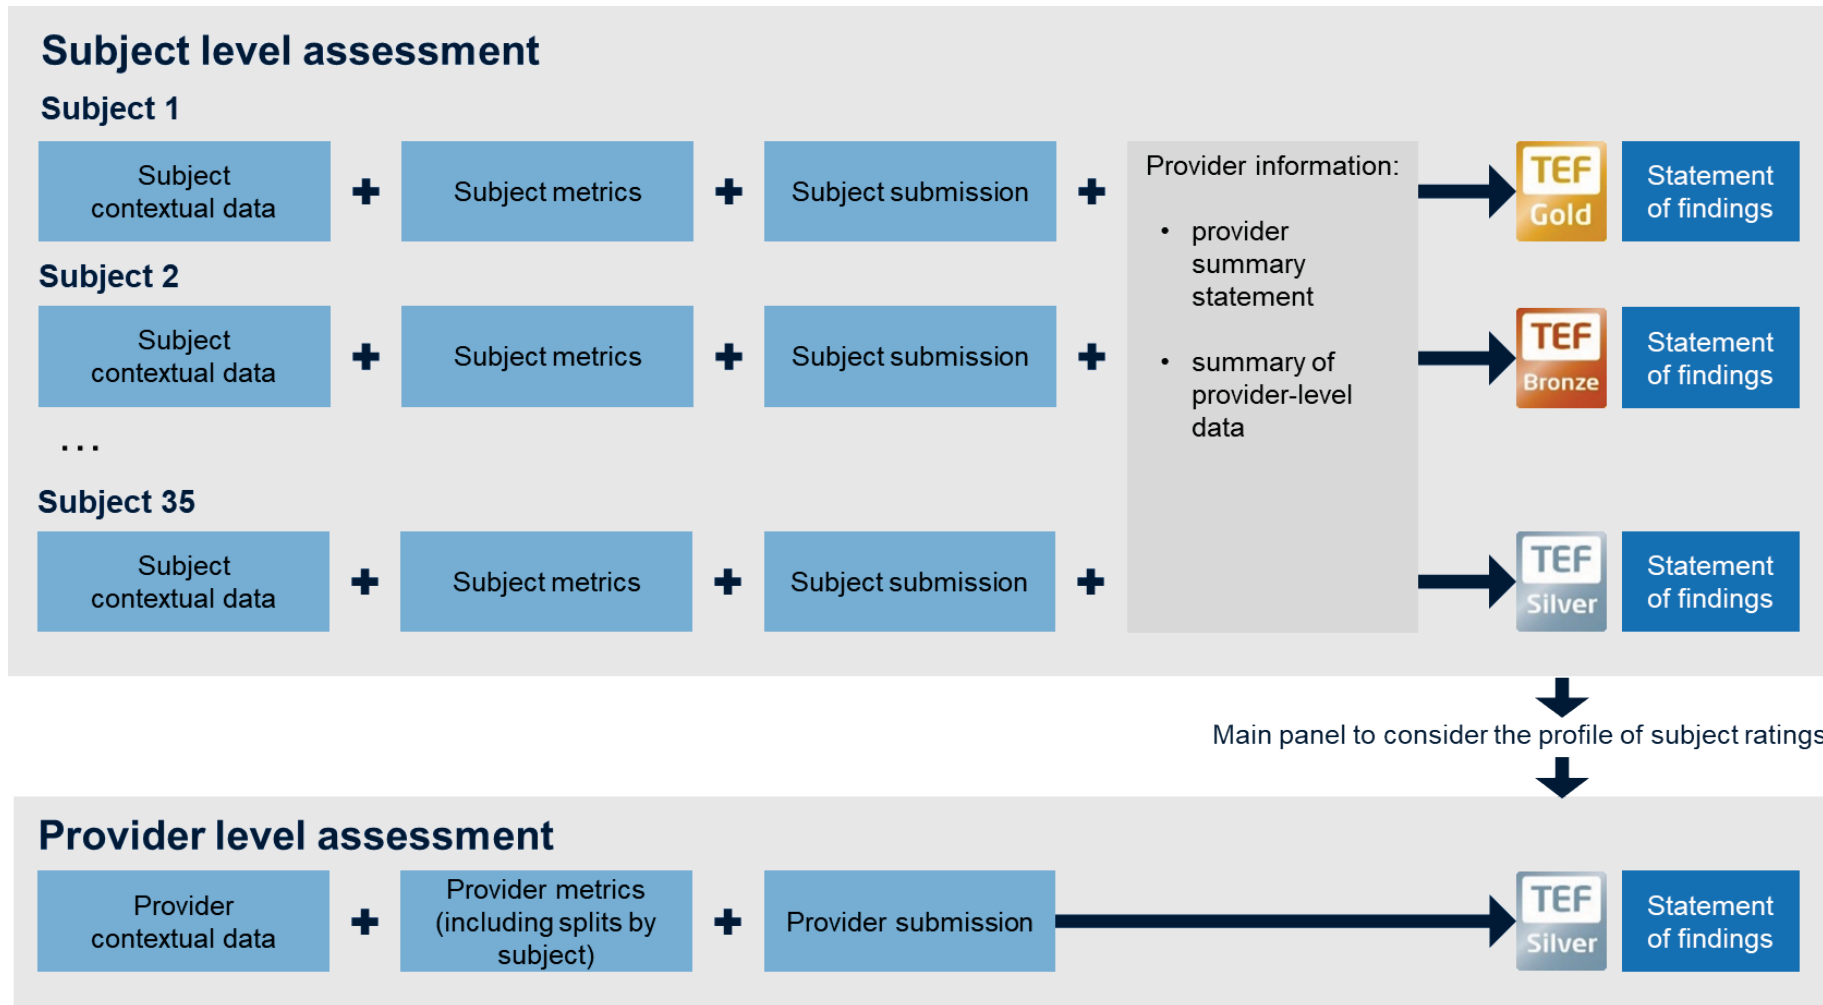 Subject level assessment
Subject 1
Subject
contextual data
Subject metrics
Subject submission
Provider information:
• provider
summary
statement
• summary of
provider-level
data
TEF
Gold
Statement
of findings
Subject 2
Subject
contextual data
Subject metrics
Subject submission
TEF
Bronze
Statement
of findings
...
Subject 35
Subject
contextual data
Subject metrics
Subject submission
TEF
Silver
Statement
of findings
Main panel to consider the profile of subject ratings
Provider level assessment
Provider
contextual data
Provider metrics
(including splits by
subject)
Provider submission
TEF
Silver
Statement
of findings